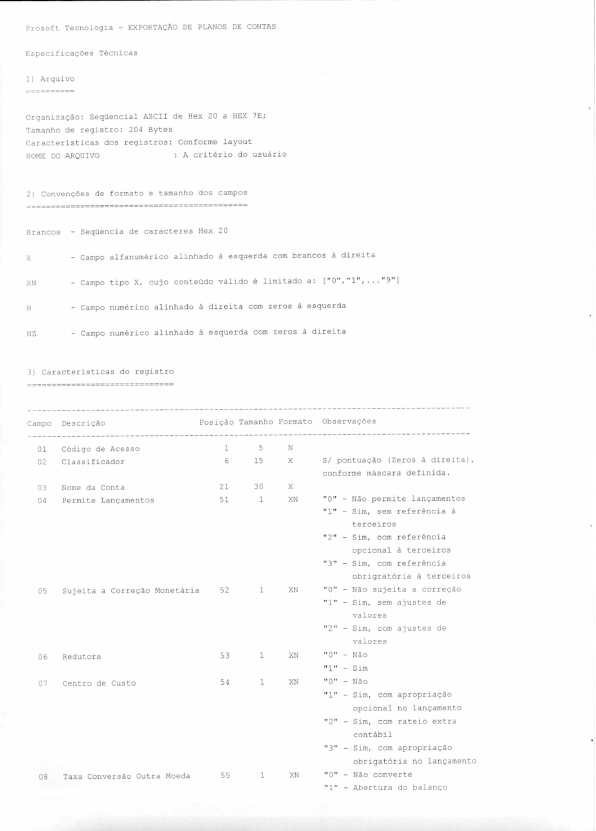 Prosoft Tecnologia - EXPORTAÇÃO DE PLANOS DE CONTAS
Especificações Técnicas
1) Arquivo
==========
Organização: Seqüencial ASCII de Hex 20 a HEX 7E;
Tamanho de registro: 204 Bytes
Características dos registros: Conforme layout
NOME DO ARQUIVO : A critério do usuário
2) Convenções de formato e tamanho dos campos
=============================================
Brancos - Seqüencia de caracteres Hex 20
X - Campo alfanumérico alinhado à esquerda com brancos à direita
XN - Campo tipo X, cujo conteúdo válido é limitado a: ["0","1",..."9"]
N - Campo numérico alinhado à direita com zeros à esquerda
NZ - Campo numérico alinhado à esquerda com zeros à direita
3) Características do registro
==============================
Campo Descrição Posição Tamanho Formato Observações
01 Código de Acesso 1 5 N
02 Classificador 6 15 X S/ pontuação (Zeros à direita),
conforme máscara definida.
03 Nome da Conta 21 30 X
04 Permite Lançamentos 51 1 XN "0" - Não permite lançamentos
"1" - Sim, sem referência à
terceiros
"2" - Sim, com referência
opcional à terceiros
"3" - Sim, com referência
obrigratória à terceiros
05 Sujeita a Correção Monetária 52 1 XN "0" - Não sujeita a correção
"1" - Sim, sem ajustes de
valores
"2" - Sim, com ajustes de
valores
06 Redutora 53 1 XN "0" - Não
"1" - Sim
07 Centro de Custo 54 1 XN "0" - Não
"1" - Sim, com apropriação
opcional no lançamento
"2" - Sim, com rateio extra
contábil
"3" - Sim, com apropriação
obrigatória no lançamento
08 Taxa Conversão Outra Moeda 55 1 XN "0" - Não converte
"1" - Abertura do balanço